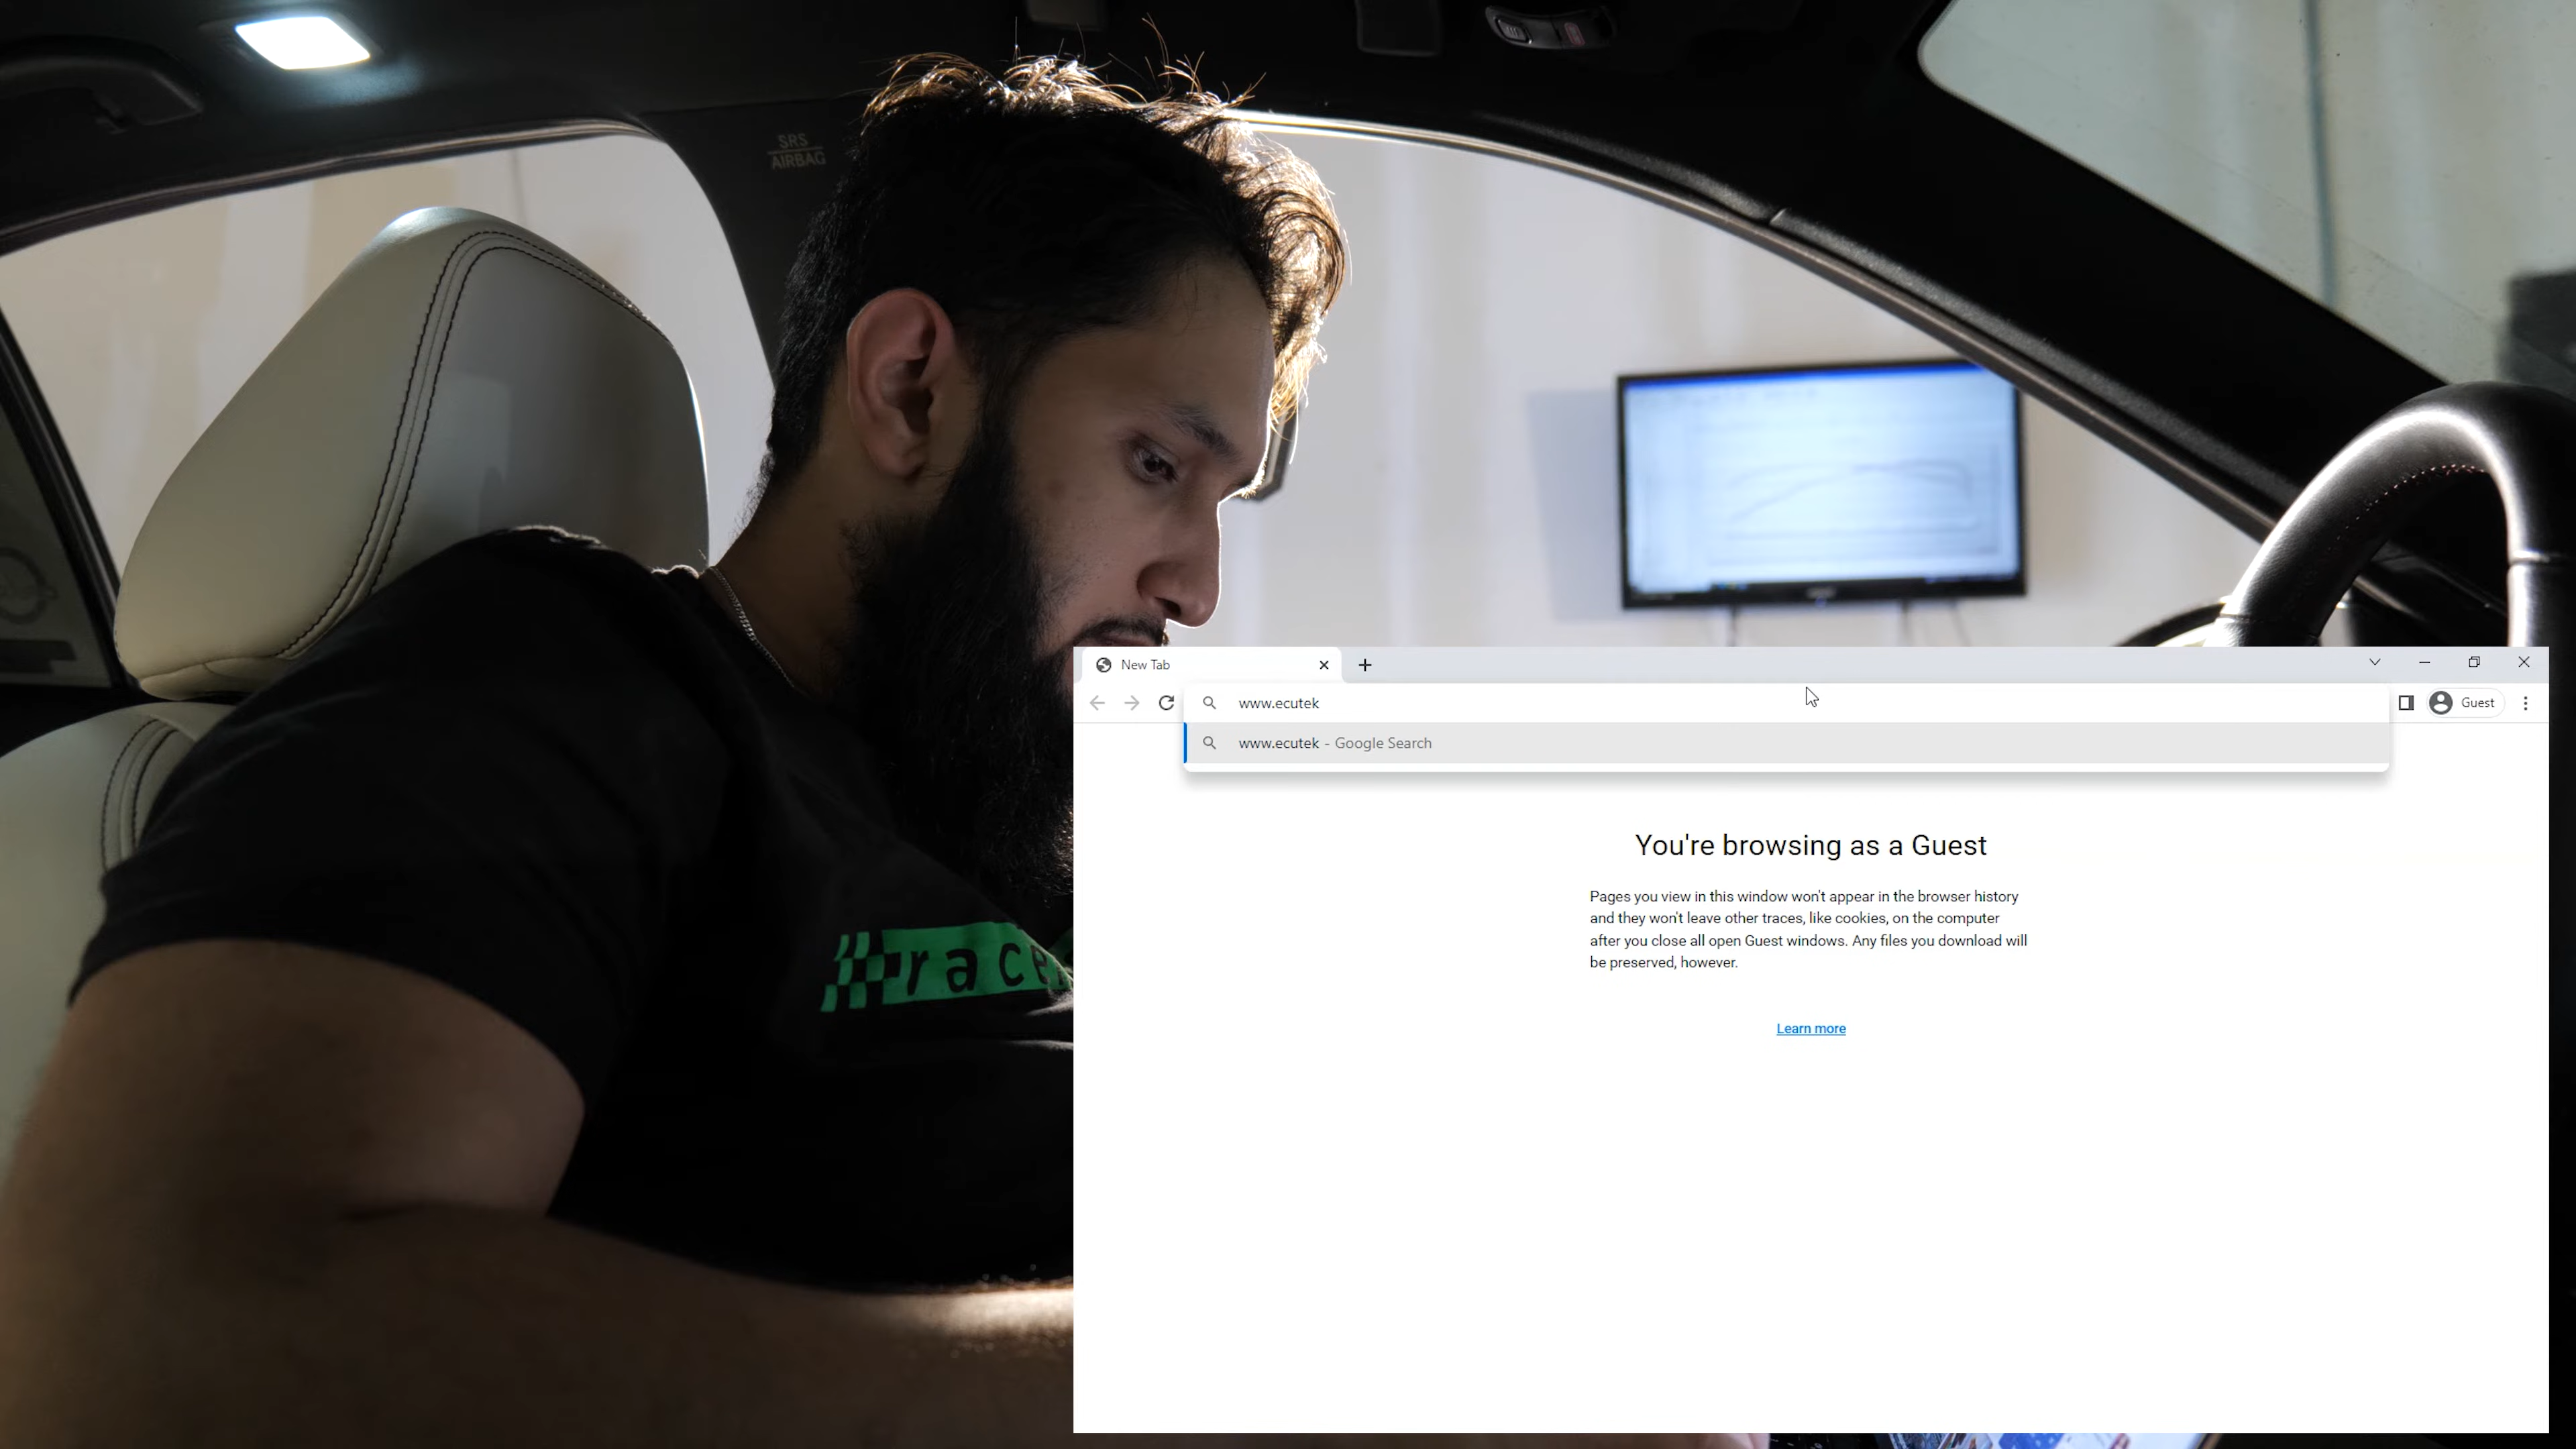 SRS
AIRBAG
New Tab
www.ecutek
Guest
www.ecutek - Google Search
You're browsing as a Guest
Pages you view in this window won't appear in the browser history
and they won't leave other traces, like cookies, on the computer
after you close all open Guest windows. Any files you download will
be preserved, however.
Learn more
race